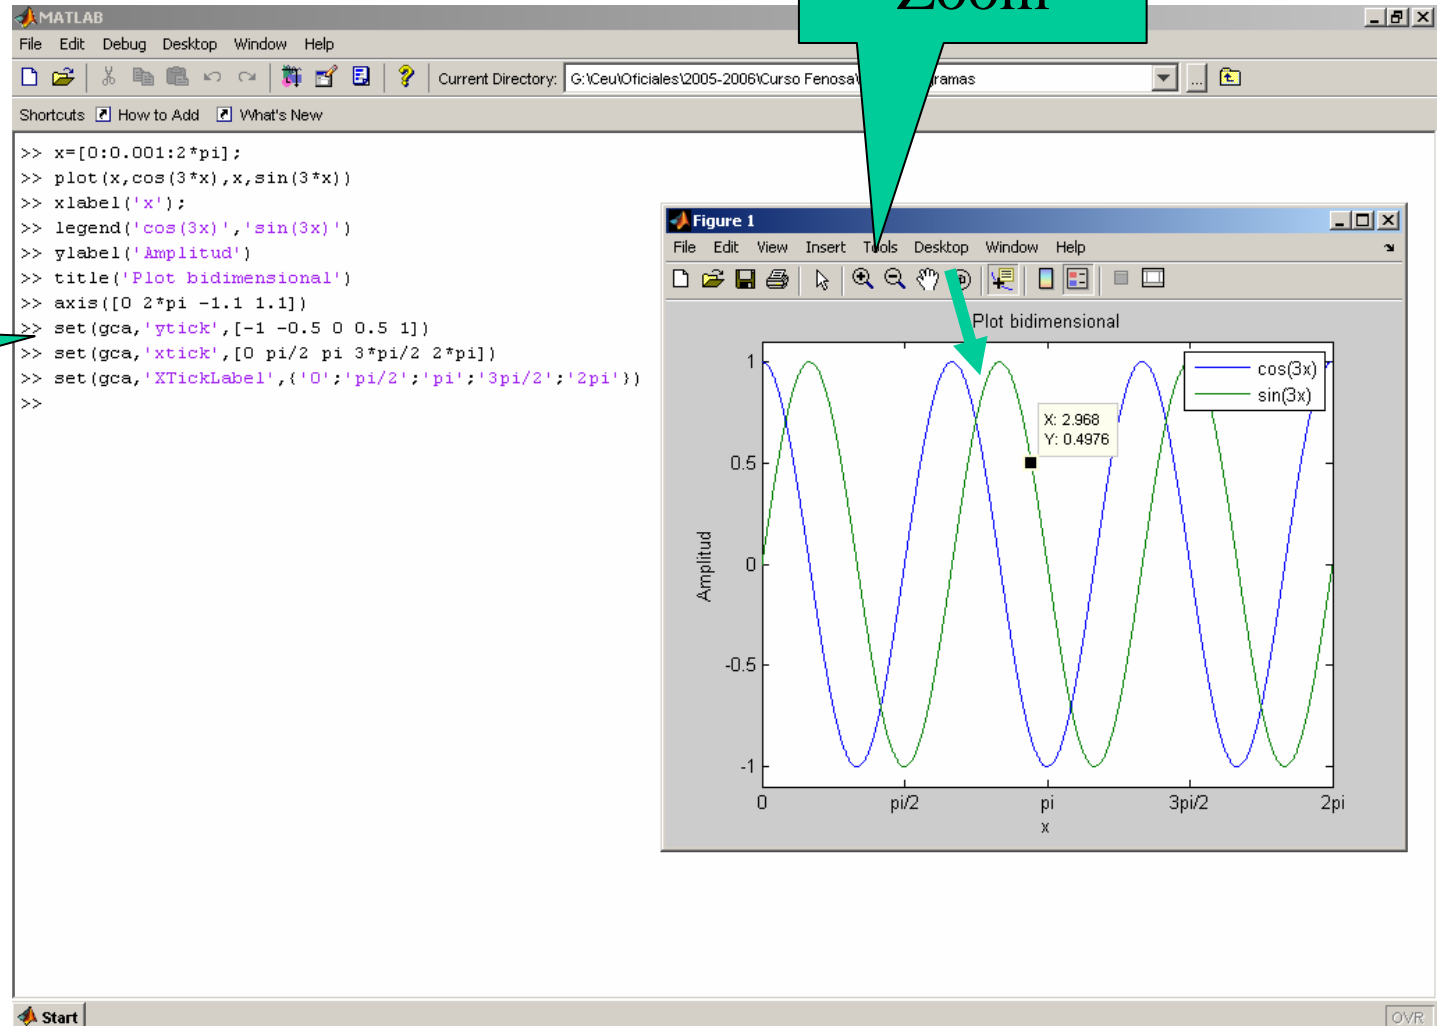 Zoom
MATLAB
File Edit Debug Desktop Window Help
Current Directory: G:\Ceu\Oficiales\2005-2006\Curso Fenosa\
Shortcuts How to Add What's New
>> x=[0:0.001:2*pi];
>> plot(x,cos(3*x),x,sin(3*x))
>> xlabel('x');
>> legend('cos(3x)','sin(3x)')
>> ylabel('Amplitud')
>> title('Plot bidimensional')
>> axis([0 2*pi -1.1 1.1])
>> set(gca,'ytick',[-1 -0.5 0 0.5 1])
>> set(gca,'xtick',[0 pi/2 pi 3*pi/2 2*pi])
>> set(gca,'XTickLabel',{'0';'pi/2';'pi';'3pi/2';'2pi'})
>>
Figure 1
File Edit View Insert Tools Desktop Window Help
Plot bidimensional
cos(3x)
sin(3x)
X: 2.968
Y: 0.4976
1
0.5
0
-0.5
-1
Amplitud
0 pi/2 pi 3pi/2 2pi
x
Start
OVR